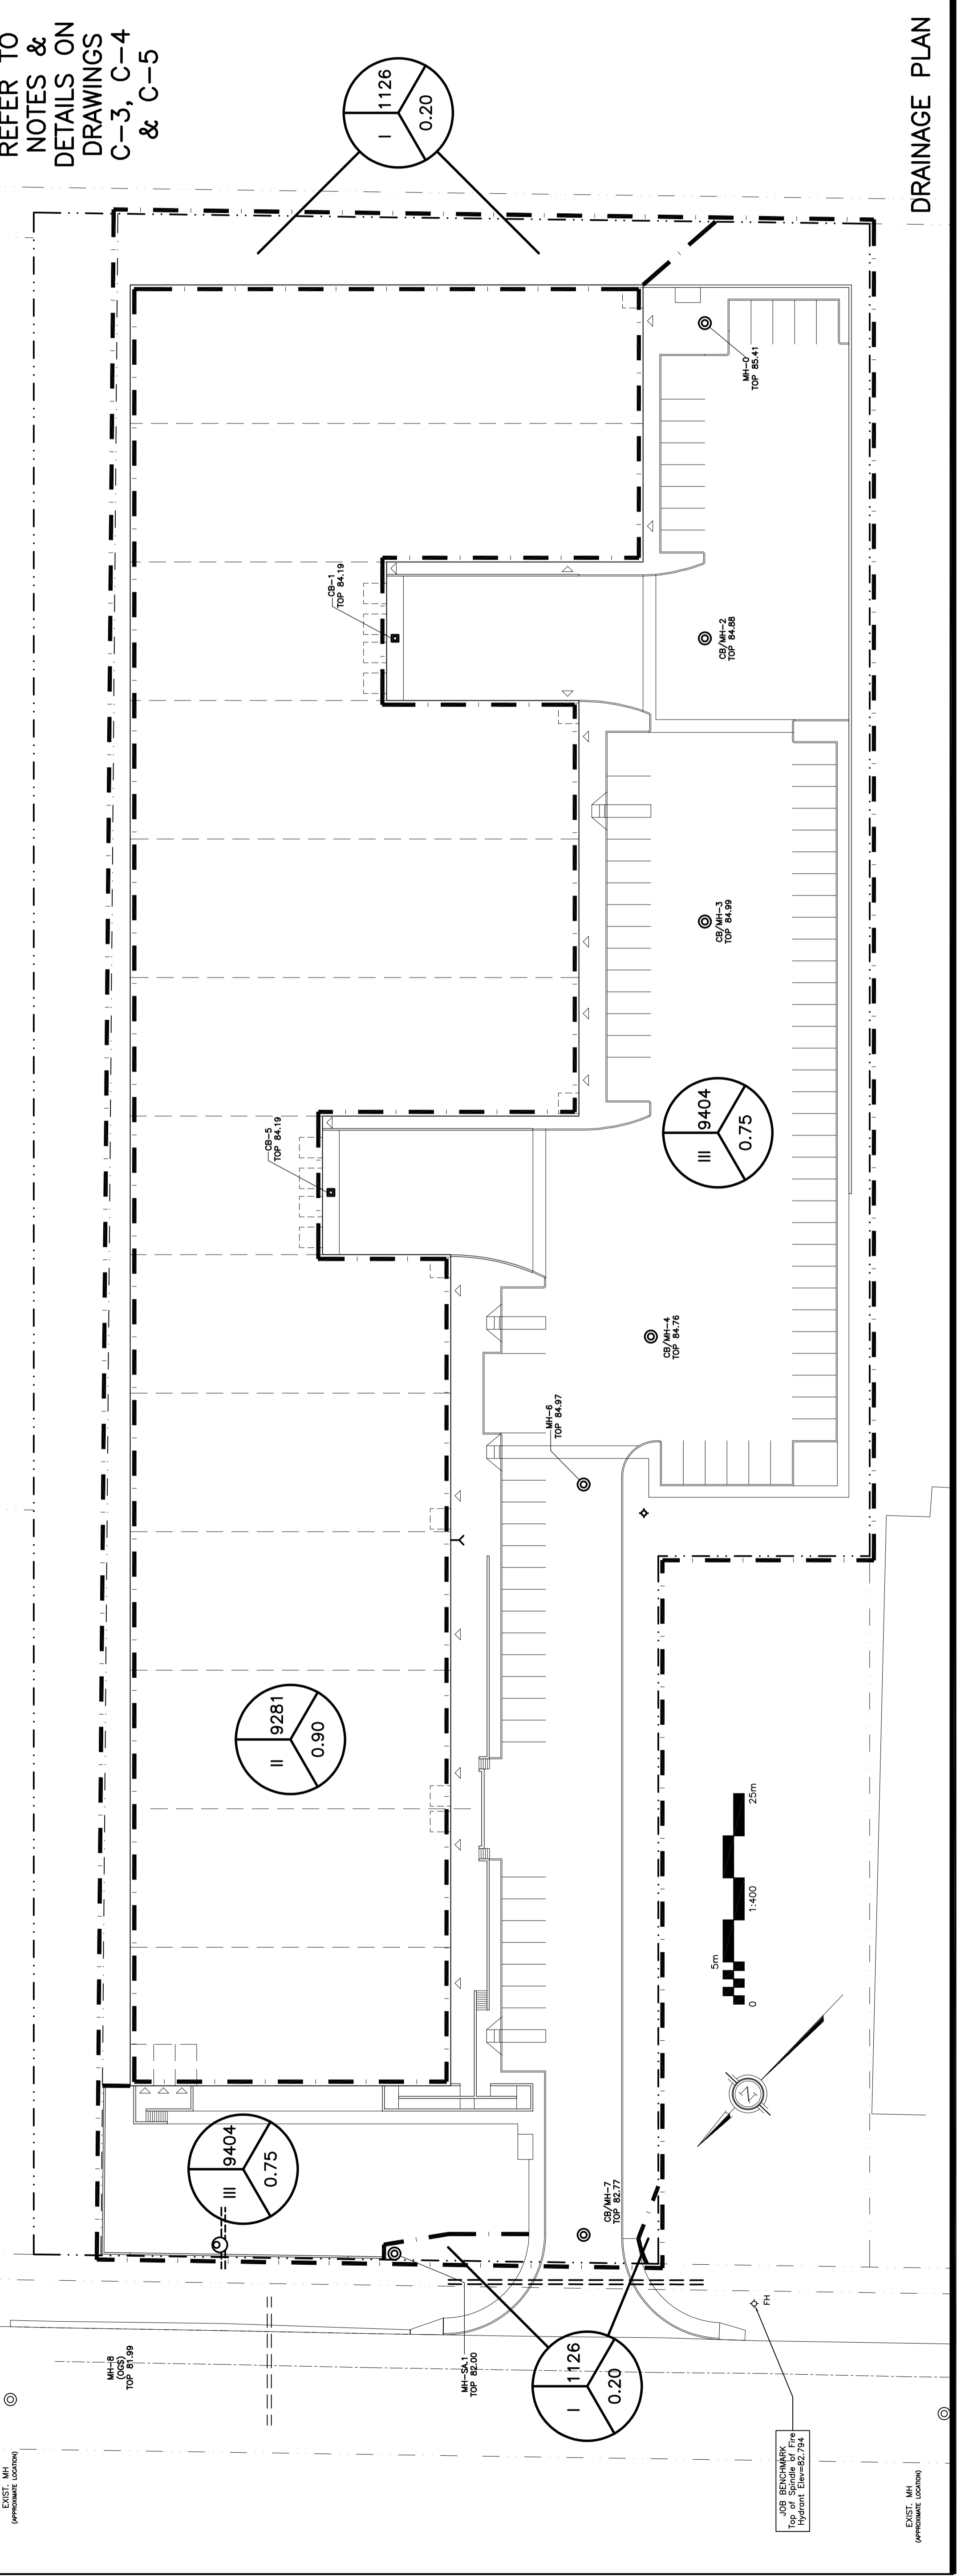 REFER TO
NOTES &
DETAILS ON
DRAWINGS
C-3, C-4
& C-5
I
1126
0.20
DRAINAGE PLAN
MH-0
TOP 85.41
CB-1
TOP 84.19
CB/MH-2
TOP 84.88
CB/MH-3
TOP 84.99
CB-5
TOP 84.19
III
9404
0.75
CB/MH-4
TOP 84.76
MH-6
TOP 84.97
II
9281
0.90
5m
0
1:400
25m
N
III
9404
0.75
CB/MH-7
TOP 82.77
MH-8
(OGS)
TOP 81.99
MH-SA.1
TOP 82.00
I
1126
0.20
FH
JOB BENCHMARK
Top of Spindle of Fire
Hydrant Elev=82.794
EXIST. MH
(APPROXIMATE LOCATION)
EXIST. MH
(APPROXIMATE LOCATION)